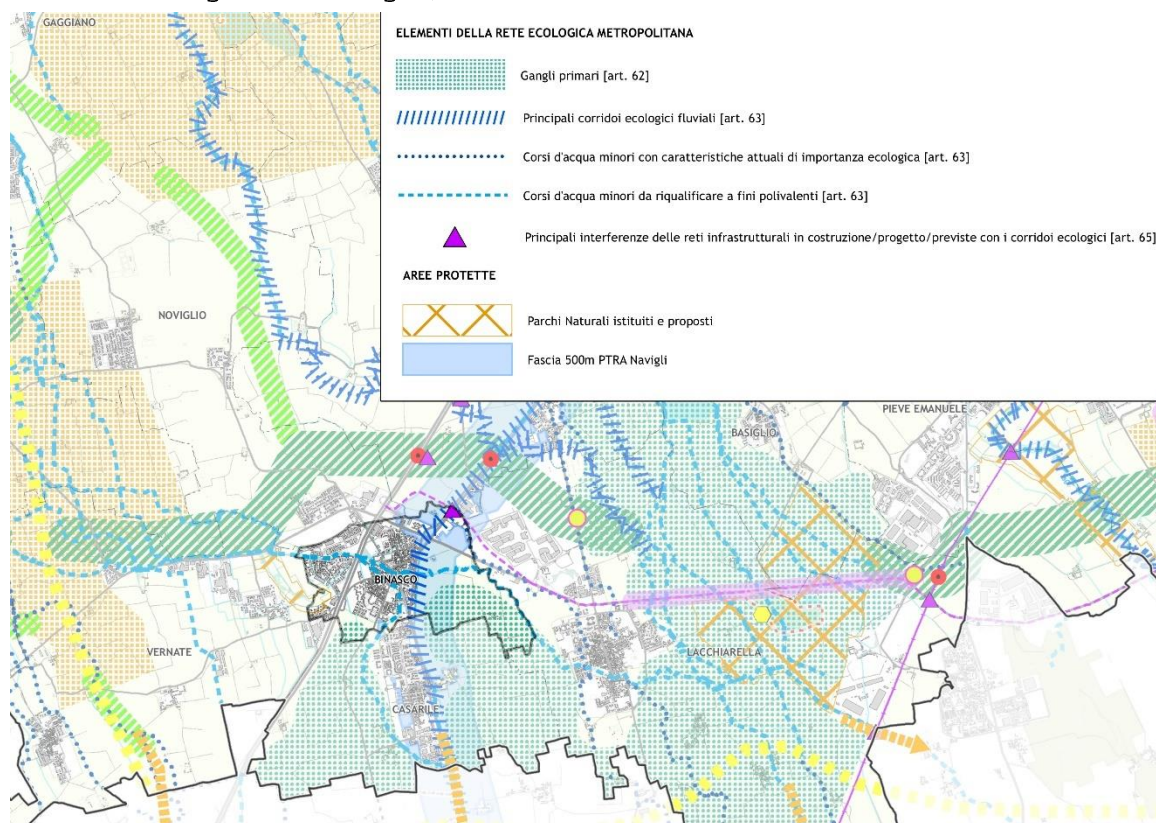 GAGGIANO
ELEMENTI DELLA RETE ECOLOGICA METROPOLITANA
Gangli primari [art. 62]
Principali corridoi ecologici fluviali [art. 63]
Corsi d'acqua minori con caratteristiche attuali di importanza ecologica [art. 63]
Corsi d'acqua minori da riqualificare a fini polivalenti [art. 63]
Principali interferenze delle reti infrastrutturali in costruzione/progetto/previste con i corridoi ecologici [art. 65]
AREE PROTETTE
Parchi Naturali istituiti e proposti
Fascia 500m PTRA Navigli
NOVIGLIO
PIEVE EMANUELE
BASIGLIO
BINASCO
VERNATE
LACCHIARELLA
CASARILE